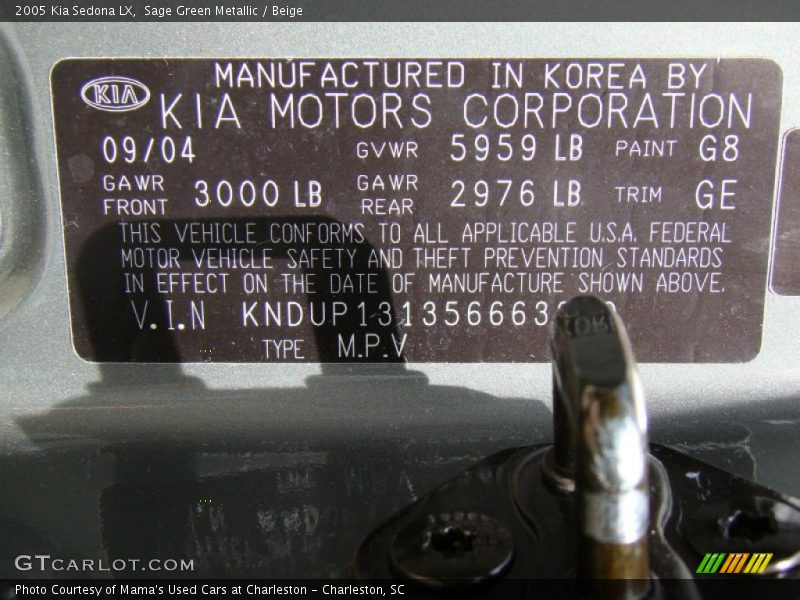 2005 Kia Sedona LX, Sage Green Metallic / Beige
KIA
MANUFACTURED IN KOREA BY
KIA MOTORS CORPORATION
09/04 GVWR 5959 LB PAINT G8
GAWR FRONT 3000 LB GAWR REAR 2976 LB TRIM GE
THIS VEHICLE CONFORMS TO ALL APPLICABLE U.S.A. FEDERAL
MOTOR VEHICLE SAFETY AND THEFT PREVENTION STANDARDS
IN EFFECT ON THE DATE OF MANUFACTURE SHOWN ABOVE.
V.I.N
TYPE M.P.V
GTCARLOT.COM
Photo Courtesy of Mama's Used Cars at Charleston - Charleston, SC